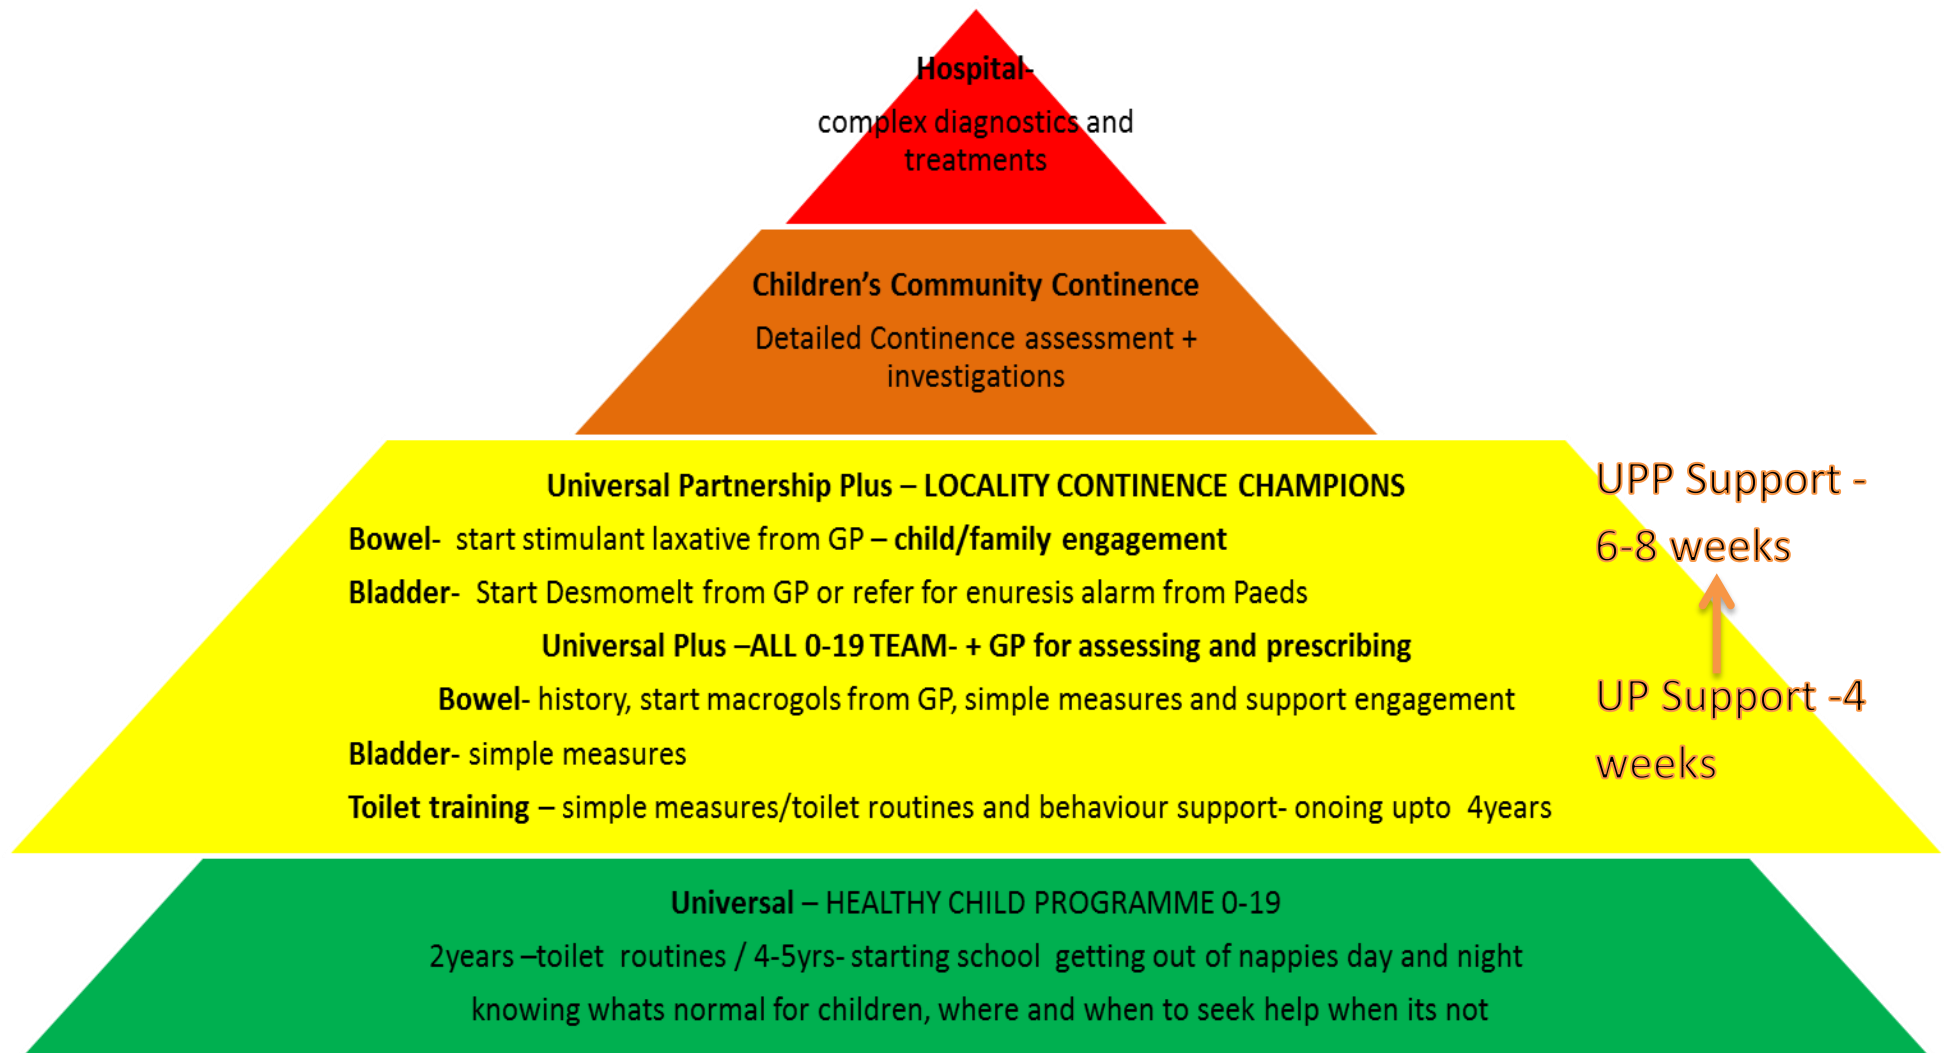 Hospital-
complex diagnostics and
treatments
Children's Community Continence
Detailed Continence assessment +
investigations
Universal Partnership Plus – LOCALITY CONTINENCE CHAMPIONS
Bowel- start stimulant laxative from GP – child/family engagement
Bladder- Start Desmomelt from GP or refer for enuresis alarm from Paeds
Universal Plus –ALL 0-19 TEAM- + GP for assessing and prescribing
Bowel- history, start macrogols from GP, simple measures and support engagement
Bladder- simple measures
Toilet training – simple measures/toilet routines and behaviour support- onoing upto 4years
UPP Support -
6-8 weeks
UP Support -4
weeks
Universal – HEALTHY CHILD PROGRAMME 0-19
2years –toilet routines / 4-5yrs- starting school getting out of nappies day and night
knowing whats normal for children, where and when to seek help when its not